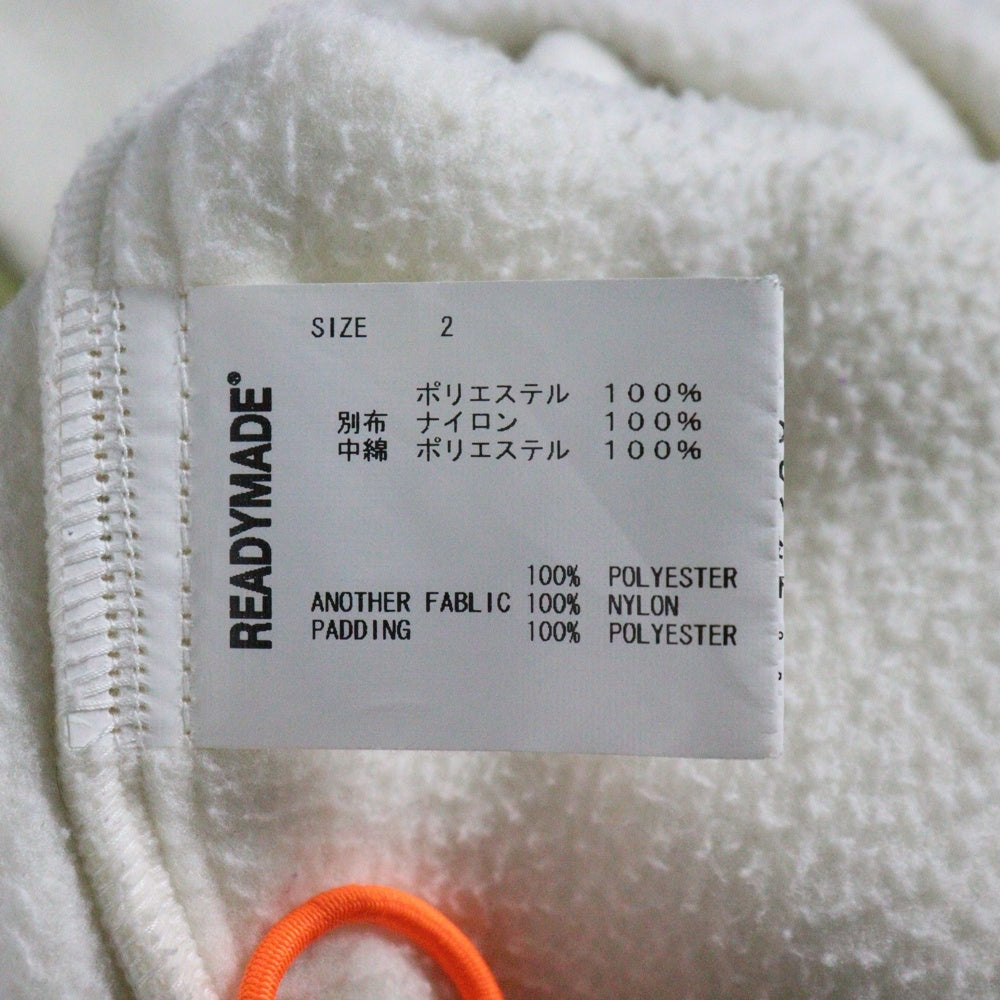 SIZE 2
READYMADE®
ポリエステル 100%
別布 ナイロン 100%
中綿 ポリエステル 100%
100% POLYESTER
ANOTHER FABLIC 100% NYLON
PADDING 100% POLYESTER